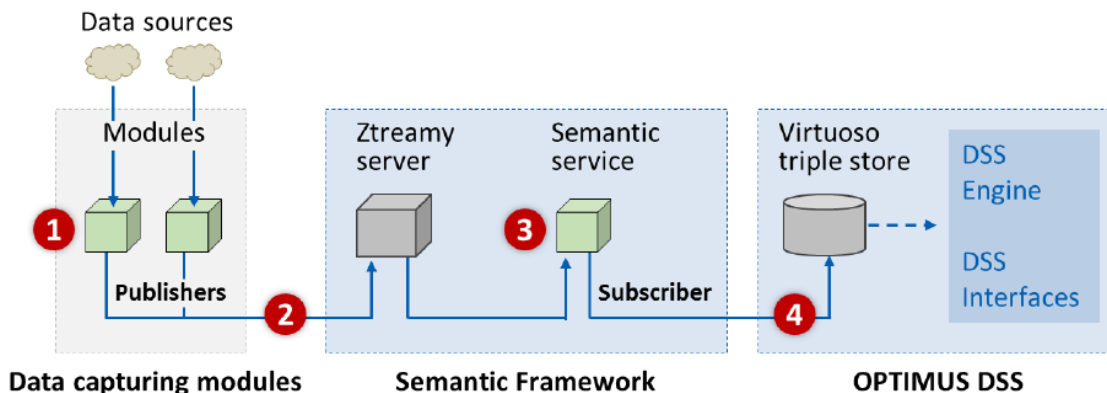 Data sources
Modules
1
Publishers
Data capturing modules
2
Ztreamy
server
Semantic
service
3
Subscriber
Semantic Framework
4
Virtuoso
triple store
DSS
Engine
DSS
Interfaces
OPTIMUS DSS